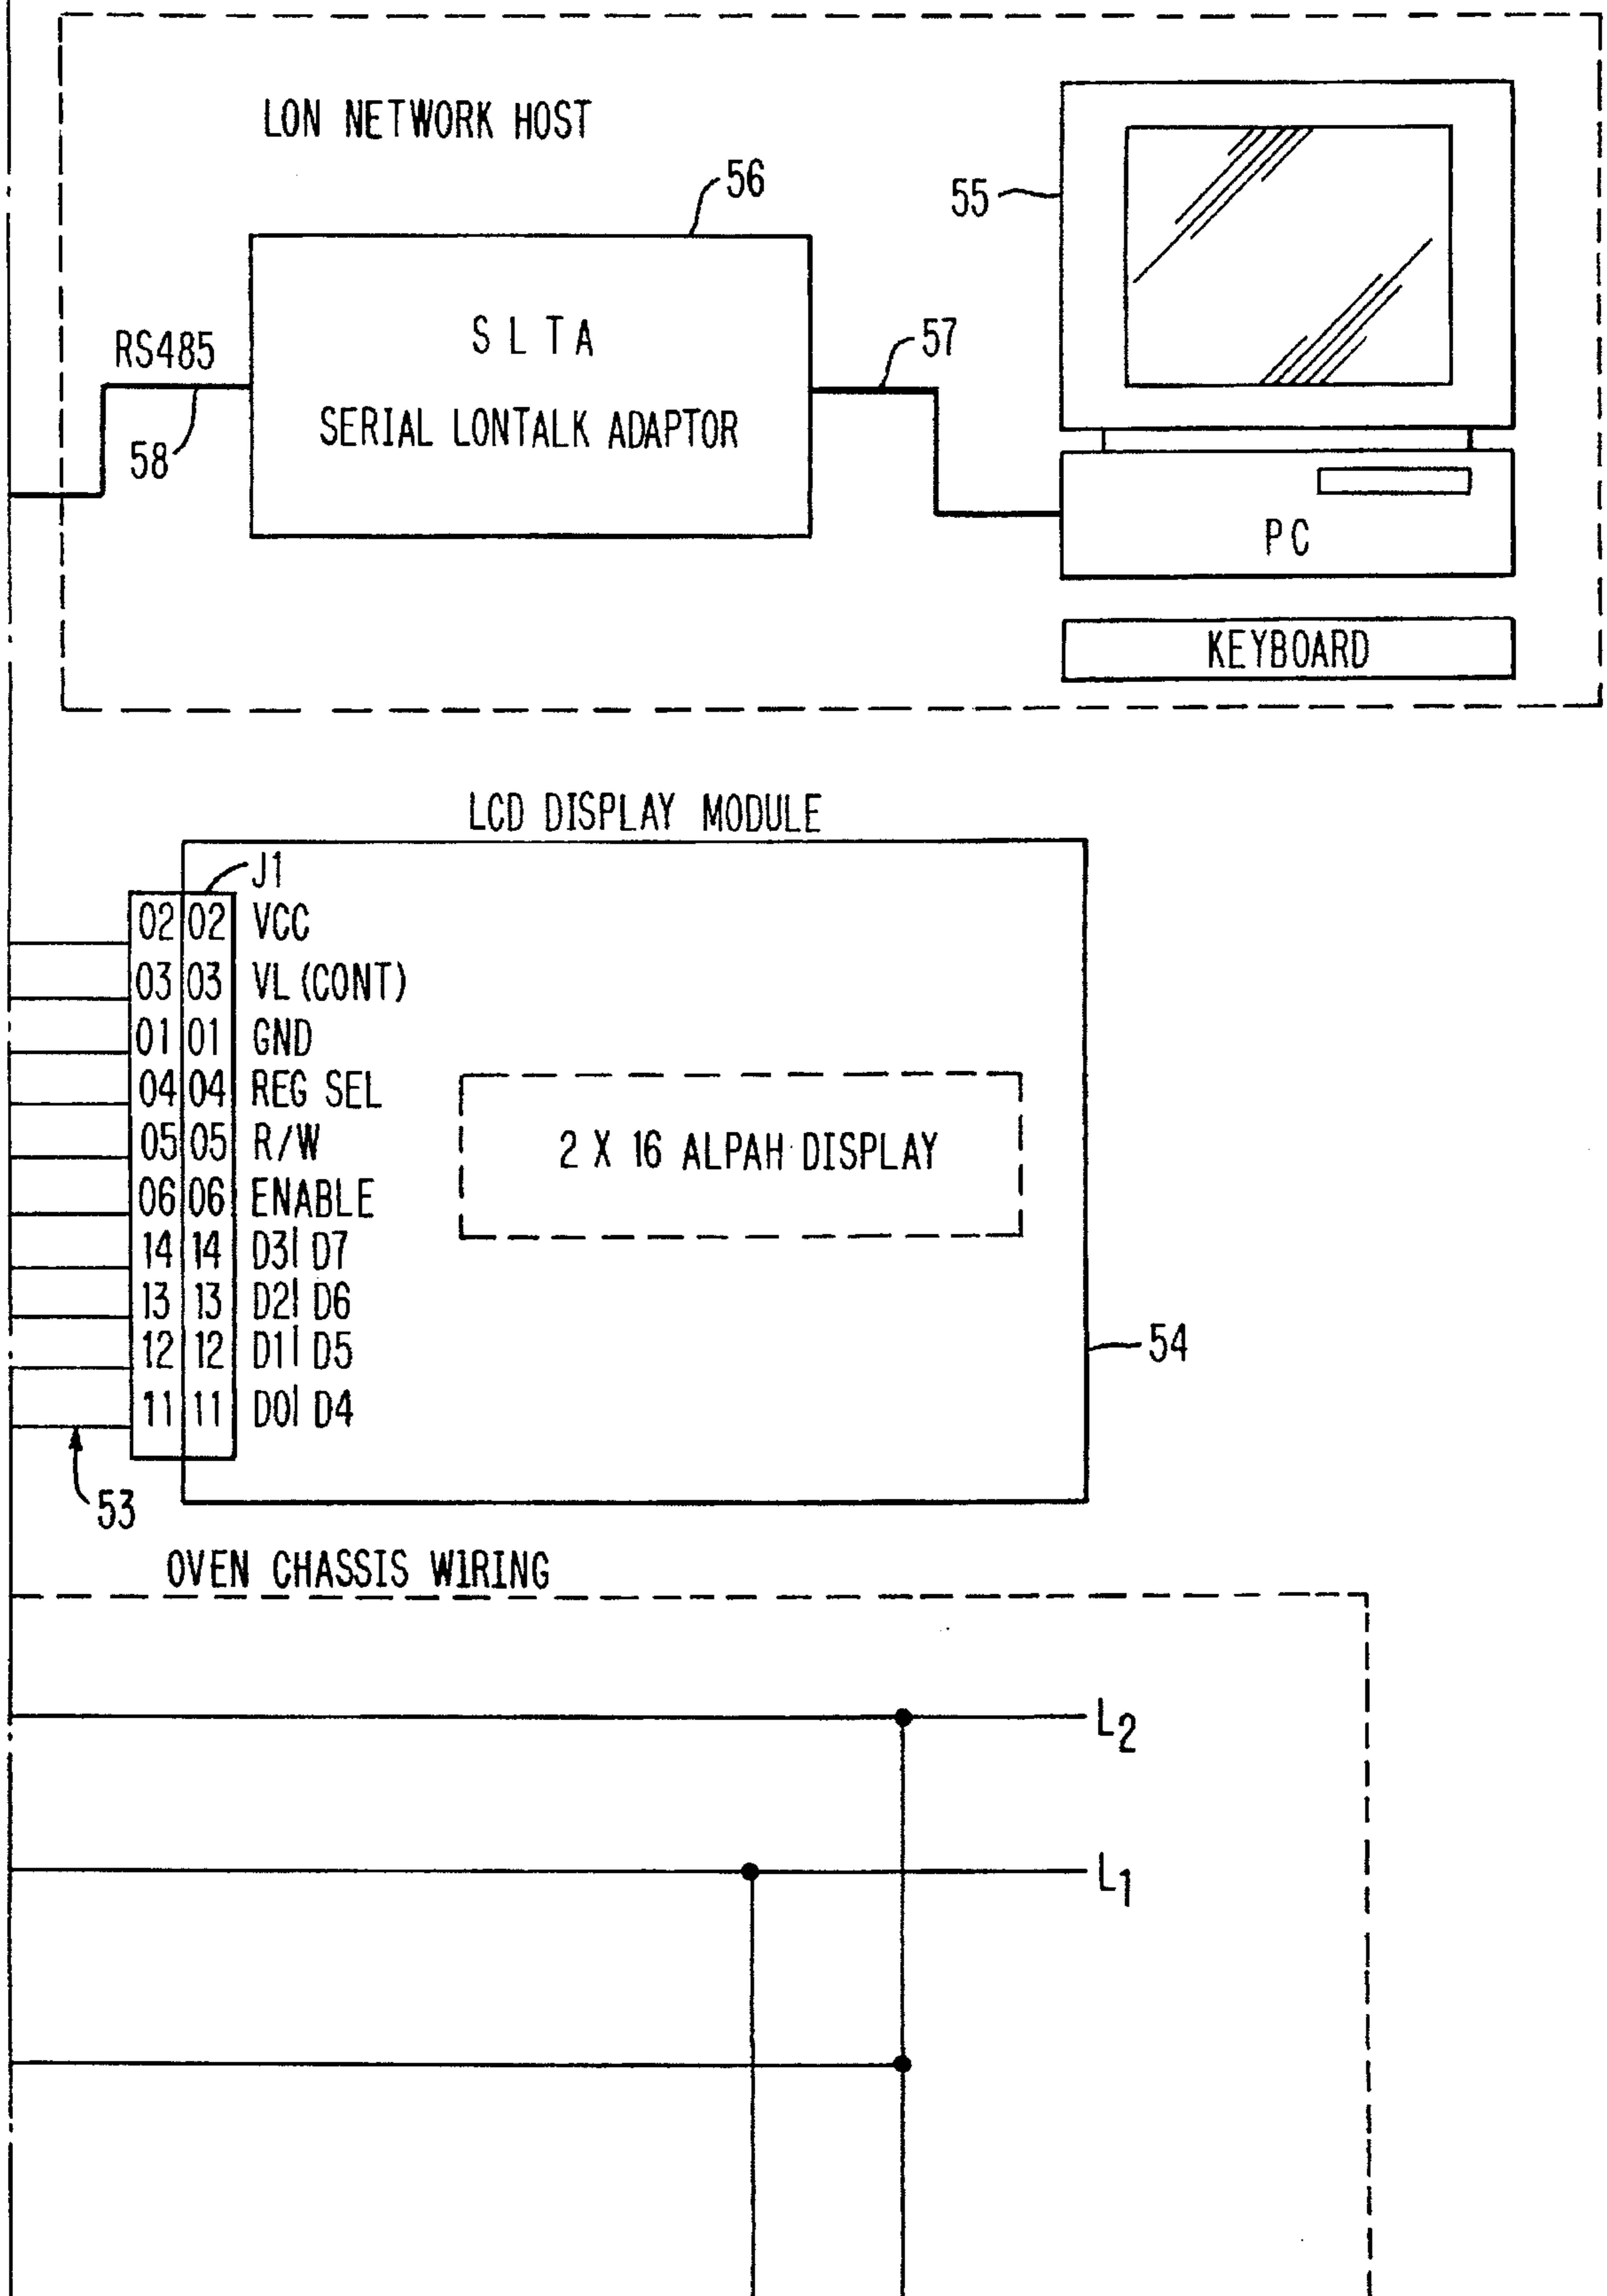 LON NETWORK HOST
56
55
RS485
S L T A
57
SERIAL LONTALK ADAPTOR
58
PC
KEYBOARD
LCD DISPLAY MODULE
J1
02 02 VCC
03 03 VL (CONT)
01 01 GND
04 04 REG SEL
05 05 R/W
06 06 ENABLE
14 14 D3| D7
13 13 D2| D6
12 12 D1| D5
11 11 D0| D4
2 X 16 ALPAH DISPLAY
54
53
OVEN CHASSIS WIRING
L2
L1